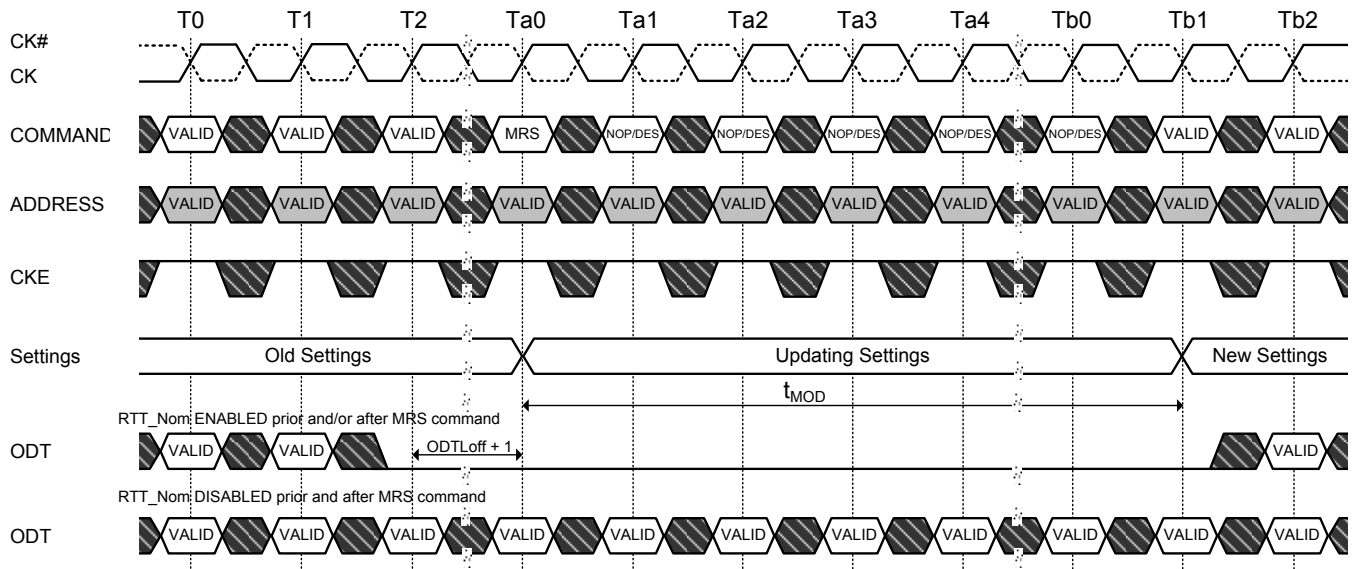 T0 T1 T2 Ta0 Ta1 Ta2 Ta3 Ta4 Tb0 Tb1 Tb2
CK#
CK
COMMAND VALID VALID VALID MRS NOP/DES NOP/DES NOP/DES NOP/DES NOP/DES VALID VALID
ADDRESS VALID VALID VALID VALID VALID VALID VALID VALID VALID VALID VALID
CKE
Settings Old Settings Updating Settings New Settings
tMOD
RTT_Nom ENABLED prior and/or after MRS command
ODT VALID VALID ODTLoff + 1 VALID
RTT_Nom DISABLED prior and after MRS command
ODT VALID VALID VALID VALID VALID VALID VALID VALID VALID VALID VALID